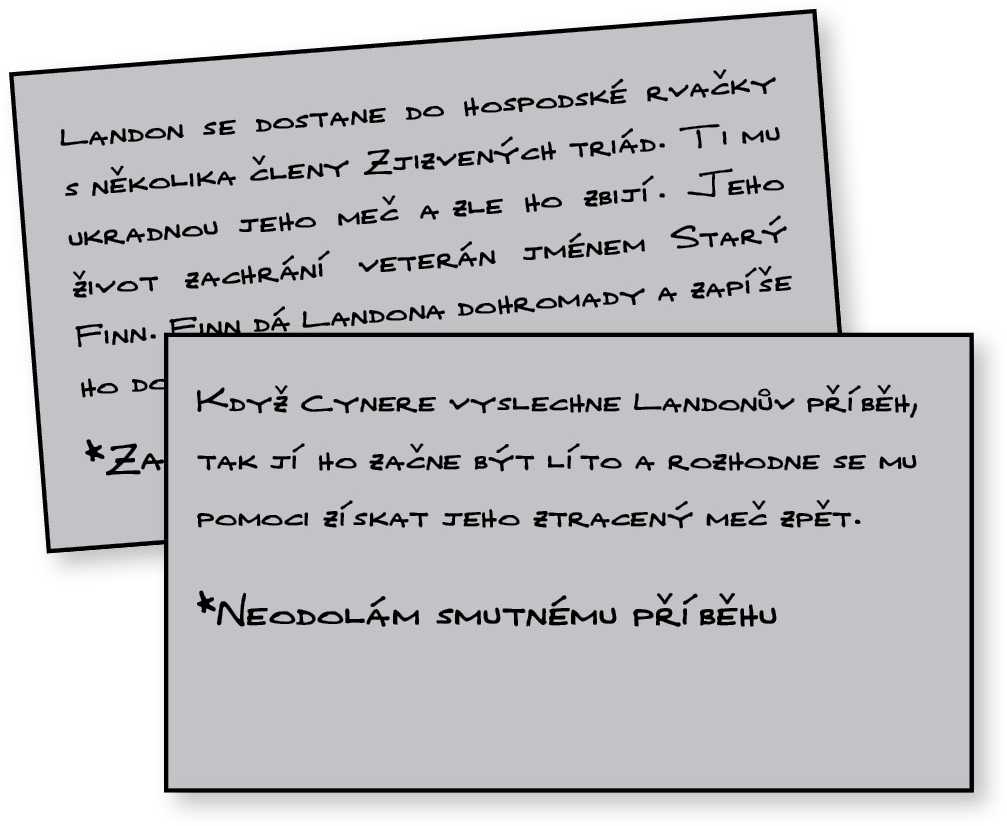 Landon se dostane do hospodské rvačky
s několika členy Zjizvených triád. Ti mu
ukradnou jeho meč a zle ho zbijí. Jeho
život zachrání veterán jménem Starý
Finn. Finn dá Landona dohromady a zapíše
ho do
*Za
Když Cynere vyslechne Landonův příběh,
tak jí ho začne být líto a rozhodne se mu
pomoci získat jeho ztracený meč zpět.
*Neodolám smutnému příběhu